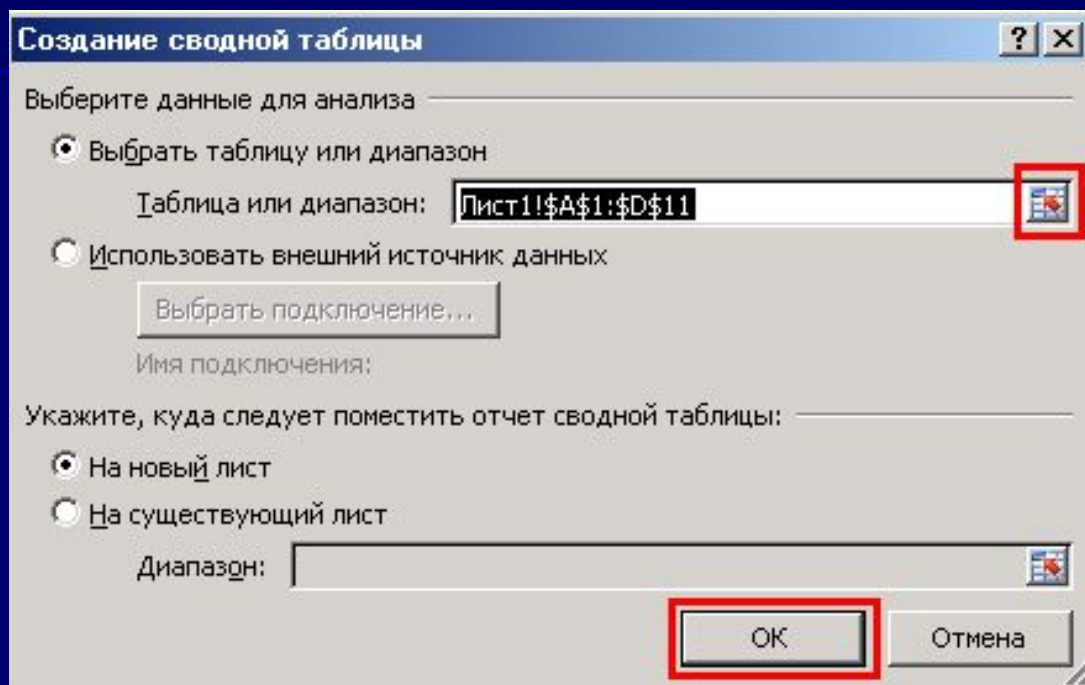 Создание сводной таблицы
Выберите данные для анализа
Выбрать таблицу или диапазон
Таблица или диапазон: Лист1!$A$1:$D$11
Использовать внешний источник данных
Выбрать подключение...
Имя подключения:
Укажите, куда следует поместить отчет сводной таблицы:
На новый лист
На существующий лист
Диапазон:
ОК Отмена